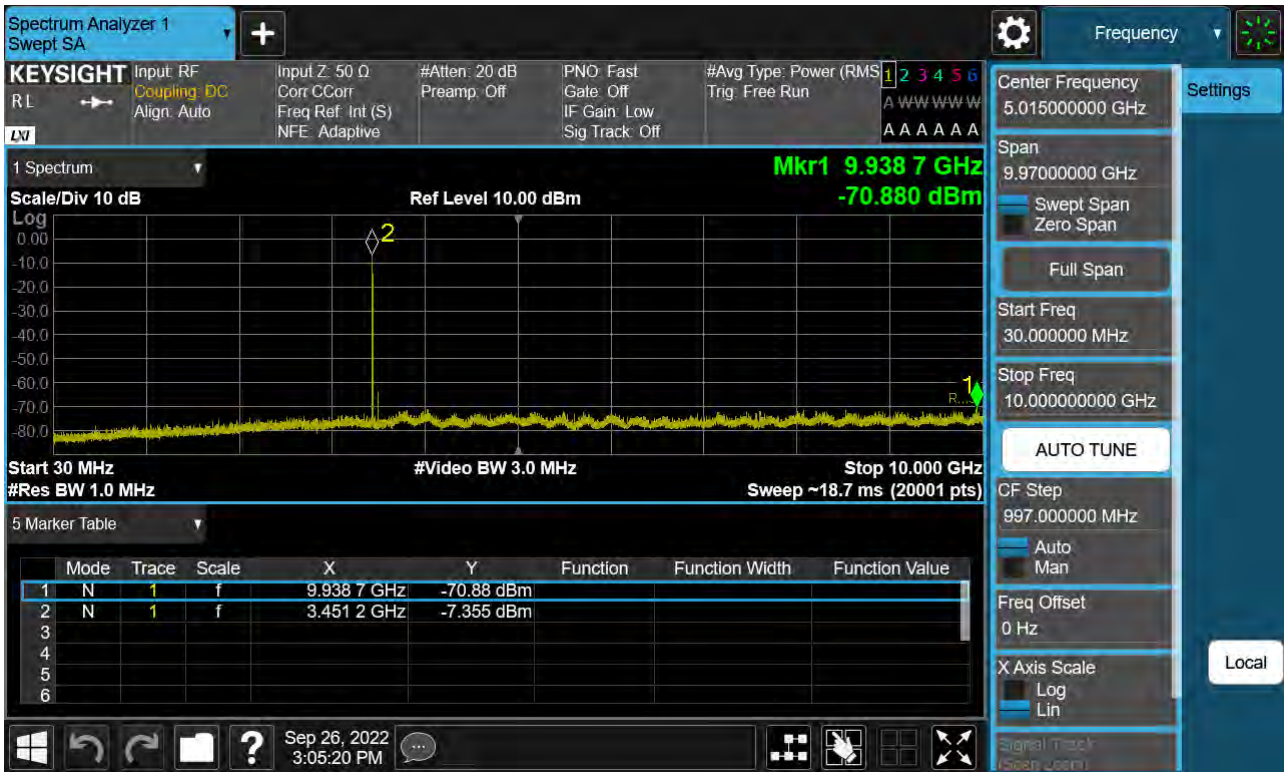 Spectrum Analyzer 1
Swept SA
+
Frequency
KEYSIGHT
RL
LXI
Input: RF
Coupling: DC
Align: Auto
Input Z: 50 Ω
Corr CCorr
Freq Ref: Int (S)
NFE: Adaptive
#Atten: 20 dB
Preamp: Off
PNO: Fast
Gate: Off
IF Gain: Low
Sig Track: Off
#Avg Type: Power (RMS
Trig: Free Run
1 2 3 4 5 6
A W W W W W
A A A A A A
1 Spectrum
Scale/Div 10 dB
Ref Level 10.00 dBm
Mkr1 9.938 7 GHz
-70.880 dBm
Log
0.00
-10.0
-20.0
-30.0
-40.0
-50.0
-60.0
-70.0
-80.0
2
1
Start 30 MHz
#Video BW 3.0 MHz
Stop 10.000 GHz
#Res BW 1.0 MHz
Sweep ~18.7 ms (20001 pts)
5 Marker Table
Mode Trace Scale X Y Function Function Width Function Value
1 N 1 f 9.938 7 GHz -70.88 dBm
2 N 1 f 3.451 2 GHz -7.355 dBm
3
4
5
6
Sep 26, 2022
3:05:20 PM
?
Center Frequency
5.015000000 GHz
Settings
Span
9.97000000 GHz
Swept Span
Zero Span
Full Span
Start Freq
30.000000 MHz
Stop Freq
10.000000000 GHz
AUTO TUNE
CF Step
997.000000 MHz
Auto
Man
Freq Offset
0 Hz
X Axis Scale
Log
Lin
Local
Signal Track
(Span Zoom)